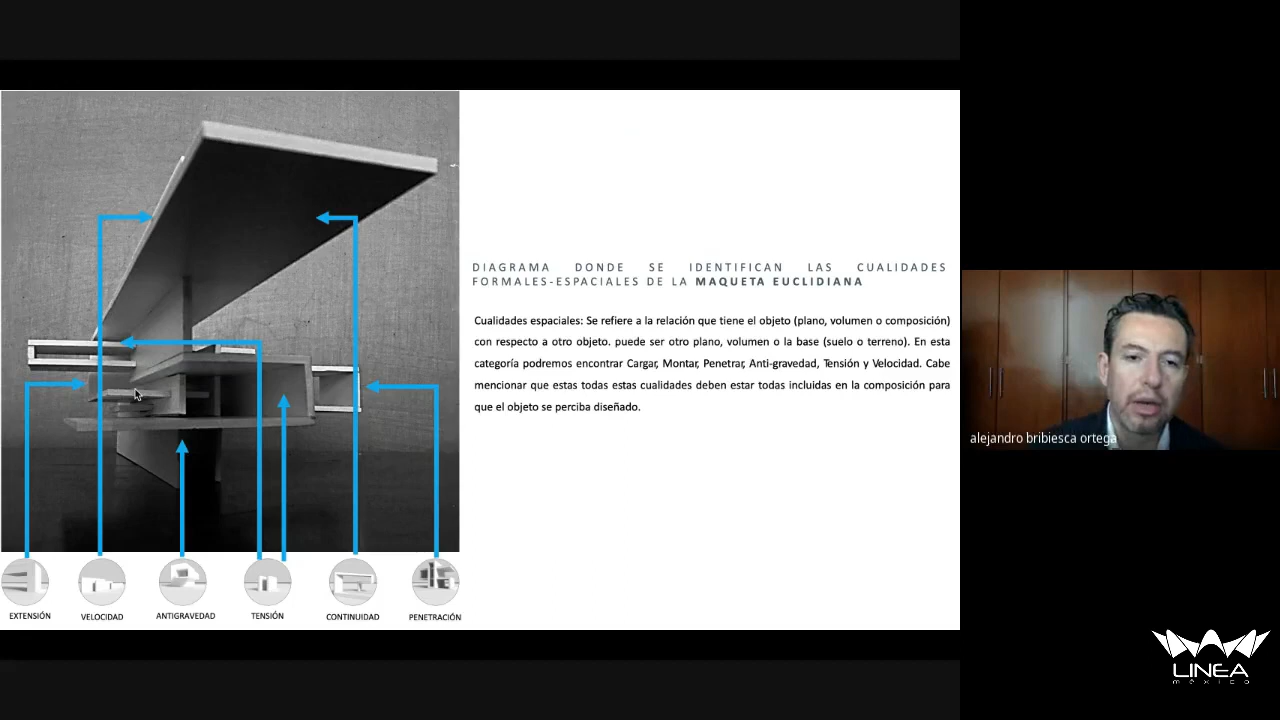 DIAGRAMA DONDE SE IDENTIFICAN LAS CUALIDADES
FORMALES-ESPACIALES DE LA MAQUETA EUCLIDIANA
Cualidades espaciales: Se refiere a la relación que tiene el objeto (plano, volumen o composición)
con respecto a otro objeto. puede ser otro plano, volumen o la base (suelo o terreno). En esta
categoría podremos encontrar Cargar, Montar, Penetrar, Anti-gravedad, Tensión y Velocidad. Cabe
mencionar que estas todas estas cualidades deben estar todas incluidas en la composición para
que el objeto se perciba diseñado.
EXTENSIÓN VELOCIDAD ANTIGRAVEDAD TENSIÓN CONTINUIDAD PENETRACIÓN
alejandro bribiesca ortega
LINEA
méxico